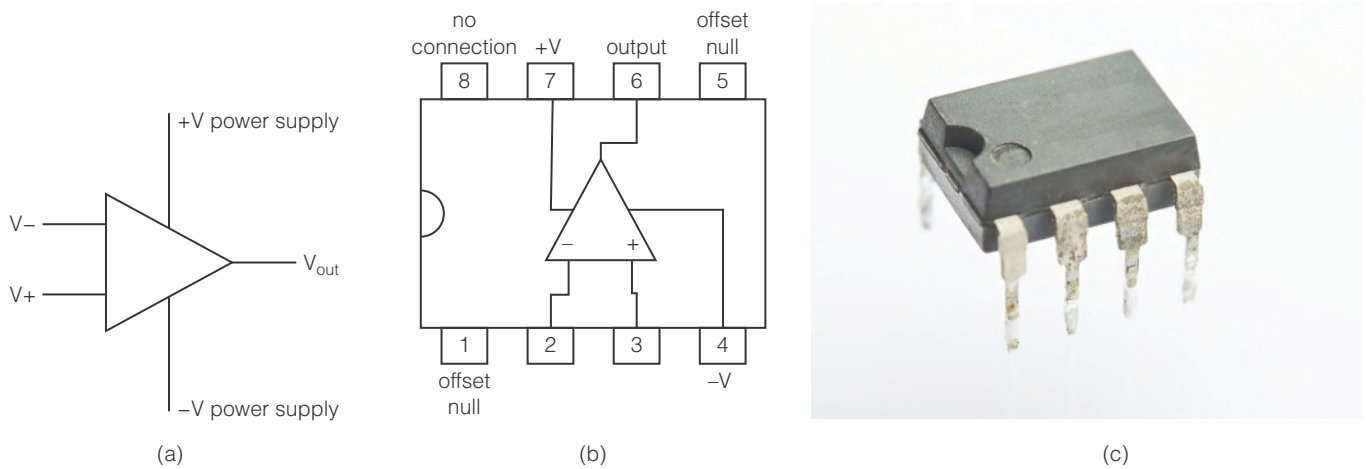 +V power supply
V–
V+
V_out
–V power supply
(a)
no
connection
+V
output
offset
null
8
7
6
5
–
+
1
2
3
4
offset
null
–V
(b)
(c)